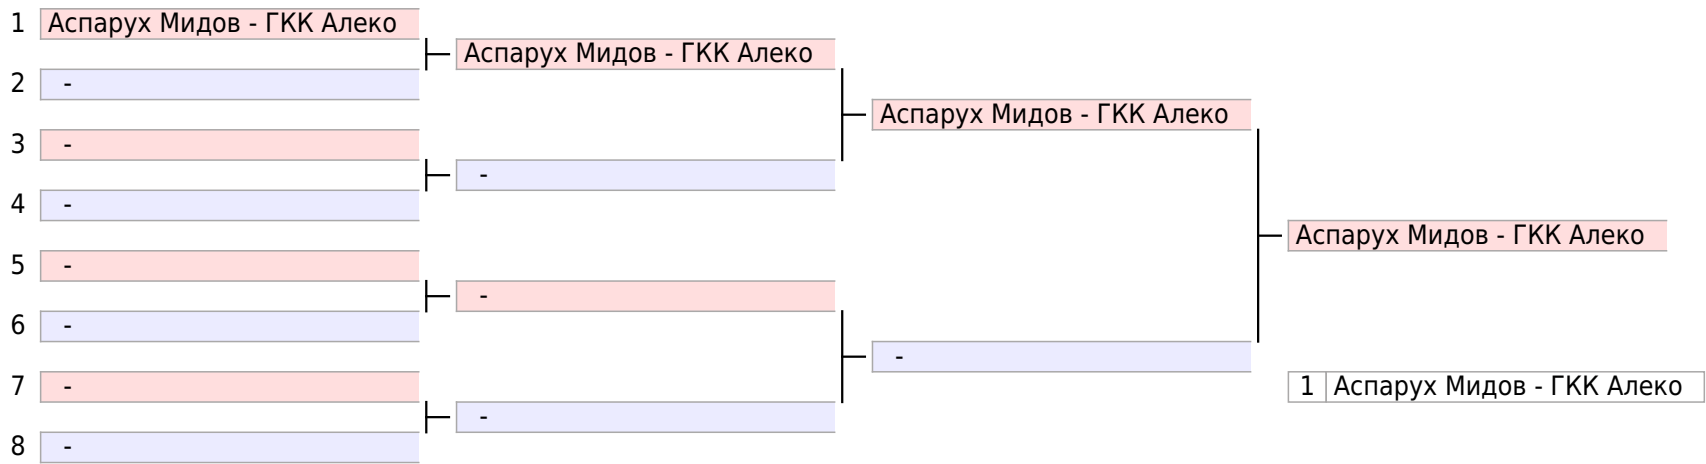 1 Аспарух Мидов - ГКК Алеко
Аспарух Мидов - ГКК Алеко
2 -
Аспарух Мидов - ГКК Алеко
3 -
-
4 -
Аспарух Мидов - ГКК Алеко
5 -
-
6 -
-
7 -
1 Аспарух Мидов - ГКК Алеко
-
8 -